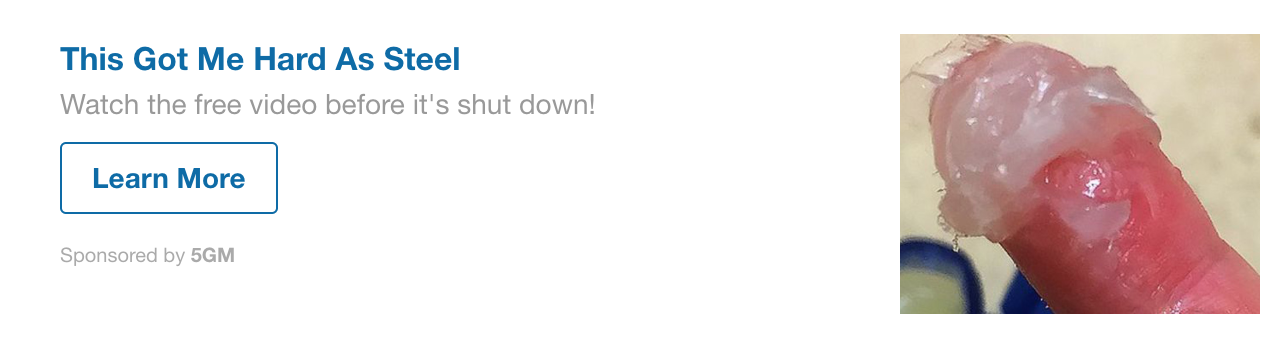 This Got Me Hard As Steel
Watch the free video before it's shut down!
Learn More
Sponsored by 5GM